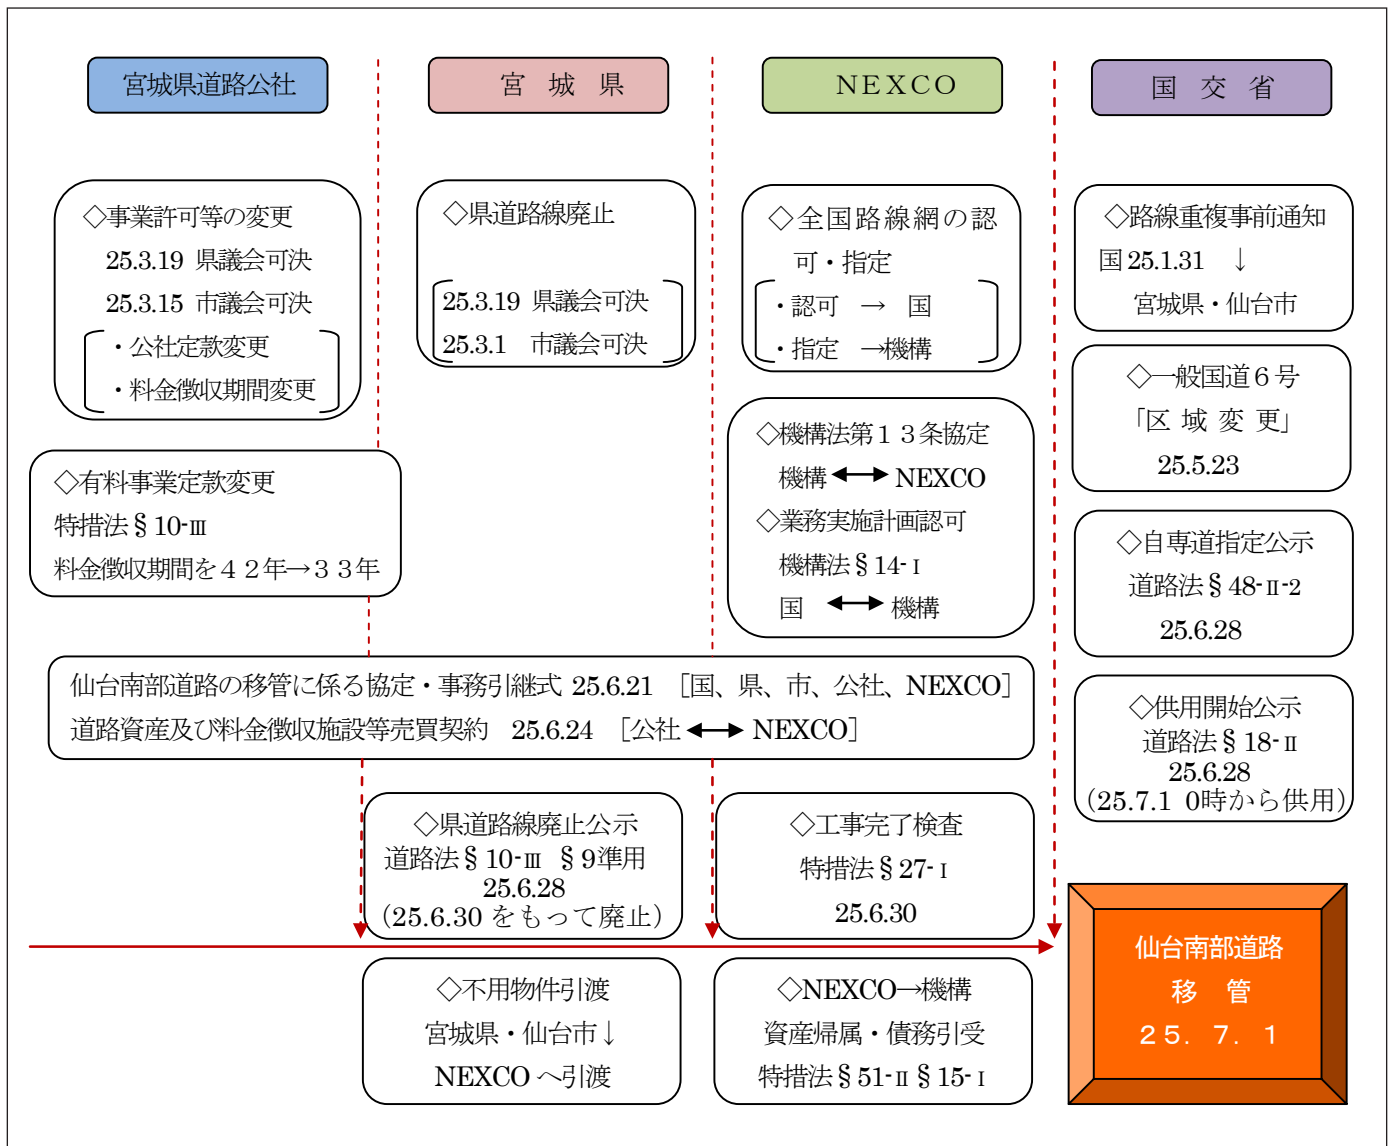 宮城県道路公社
宮 城 県
NEXCO
国 交 省
◇事業許可等の変更
25.3.19 県議会可決
25.3.15 市議会可決
・公社定款変更
・料金徴収期間変更
◇有料事業定款変更
特措法§10-Ⅲ
料金徴収期間を42年→33年
◇県道路線廃止
25.3.19 県議会可決
25.3.1 市議会可決
◇全国路線網の認
可・指定
・認可 → 国
・指定 →機構
◇機構法第13条協定
機構⟷NEXCO
◇業務実施計画認可
機構法§14-Ⅰ
国 ⟷機構
◇路線重複事前通知
国25.1.31 ↓
宮城県・仙台市
◇一般国道6号
「区 域 変 更」
25.5.23
◇自専道指定公示
道路法§48-Ⅱ-2
25.6.28
◇供用開始公示
道路法§18-Ⅱ
25.6.28
(25.7.1 0時から供用)
仙台南部道路の移管に係る協定・事務引継式 25.6.21 [国、県、市、公社、NEXCO]
道路資産及び料金徴収施設等売買契約 25.6.24 [公社⟷NEXCO]
◇県道路線廃止公示
道路法§10-Ⅲ §9準用
25.6.28
(25.6.30をもって廃止)
◇工事完了検査
特措法§27-Ⅰ
25.6.30
◇不用物件引渡
宮城県・仙台市↓
NEXCOへ引渡
◇NEXCO→機構
資産帰属・債務引受
特措法§51-Ⅱ§15-Ⅰ
仙台南部道路
移 管
25. 7. 1